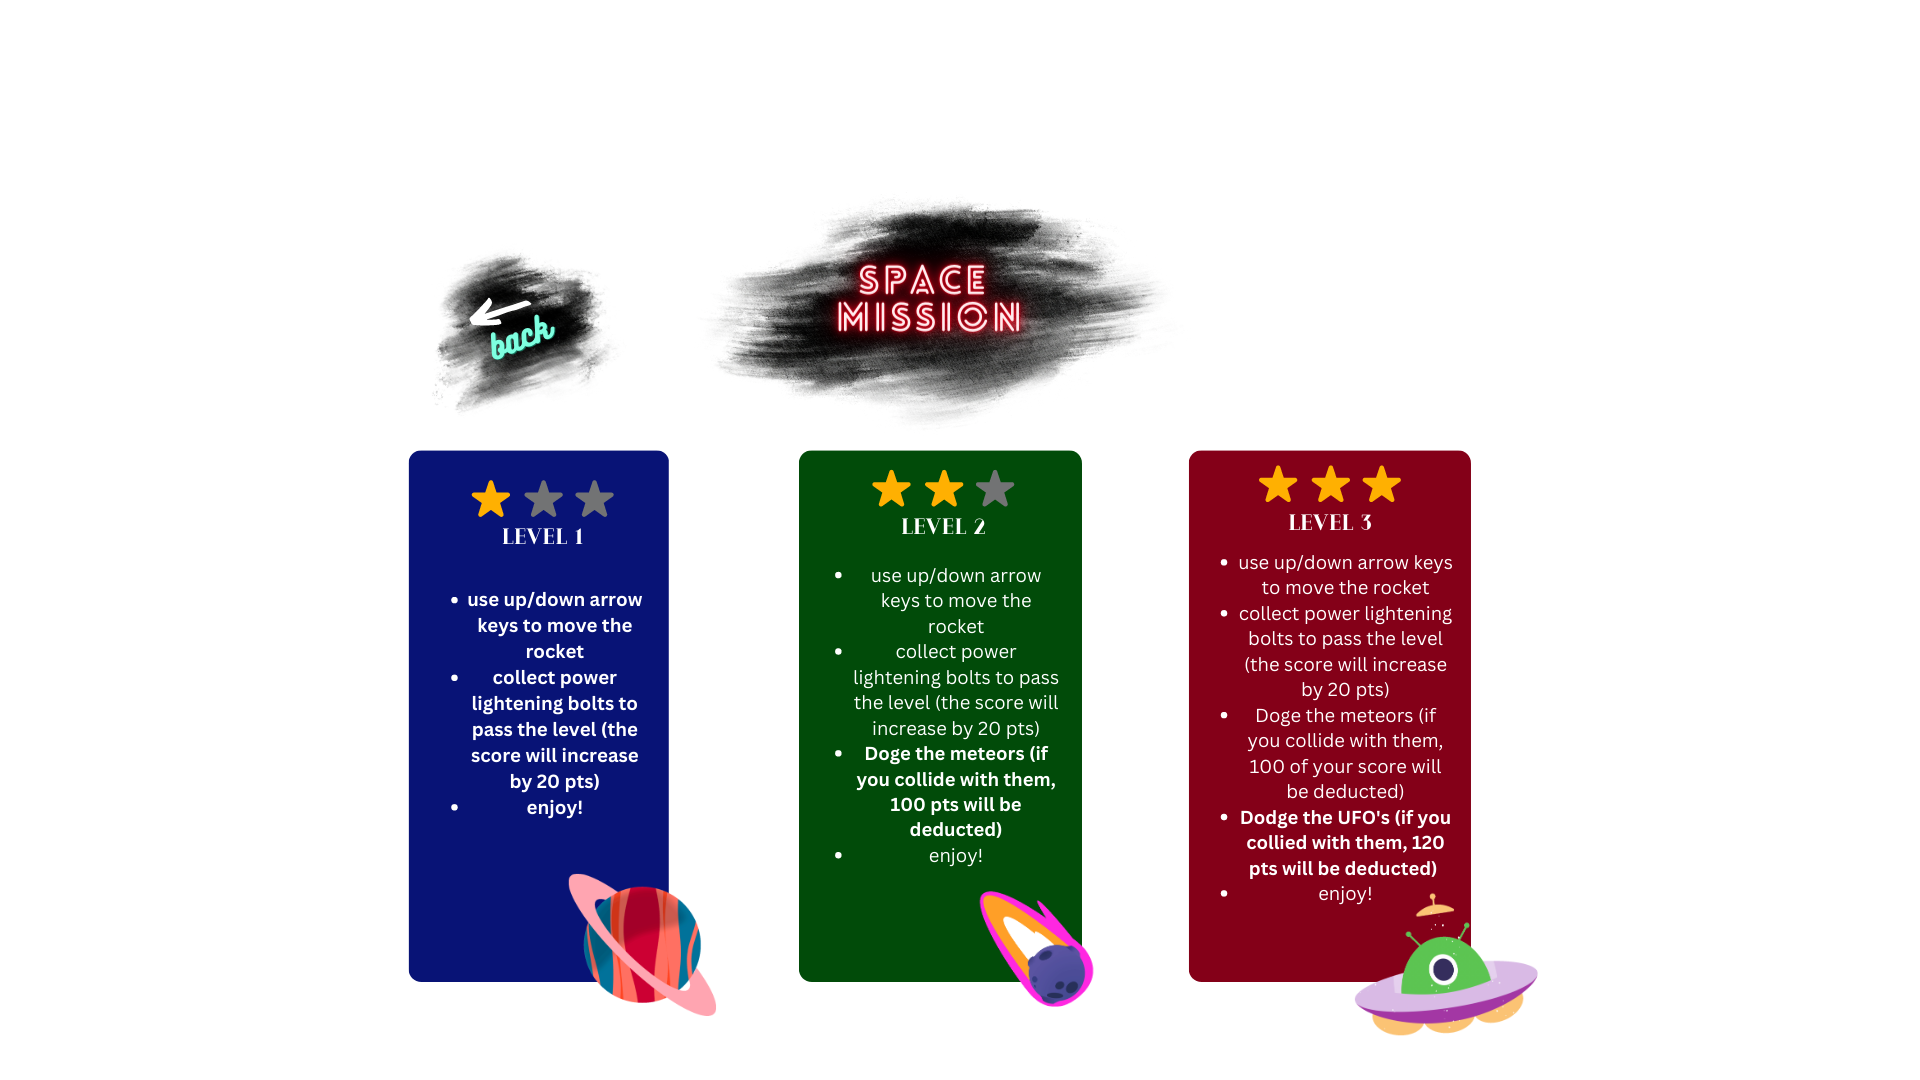 SPACE
MISSION
back
LEVEL 1
• use up/down arrow
keys to move the
rocket
• collect power
lightening bolts to
pass the level (the
score will increase
by 20 pts)
• enjoy!
LEVEL 2
• use up/down arrow
keys to move the
rocket
• collect power
lightening bolts to pass
the level (the score will
increase by 20 pts)
• Doge the meteors (if
you collide with them,
100 pts will be
deducted)
• enjoy!
LEVEL 3
• use up/down arrow keys
to move the rocket
• collect power lightening
bolts to pass the level
(the score will increase
by 20 pts)
• Doge the meteors (if
you collide with them,
100 of your score will
be deducted)
• Dodge the UFO's (if you
collied with them, 120
pts will be deducted)
• enjoy!